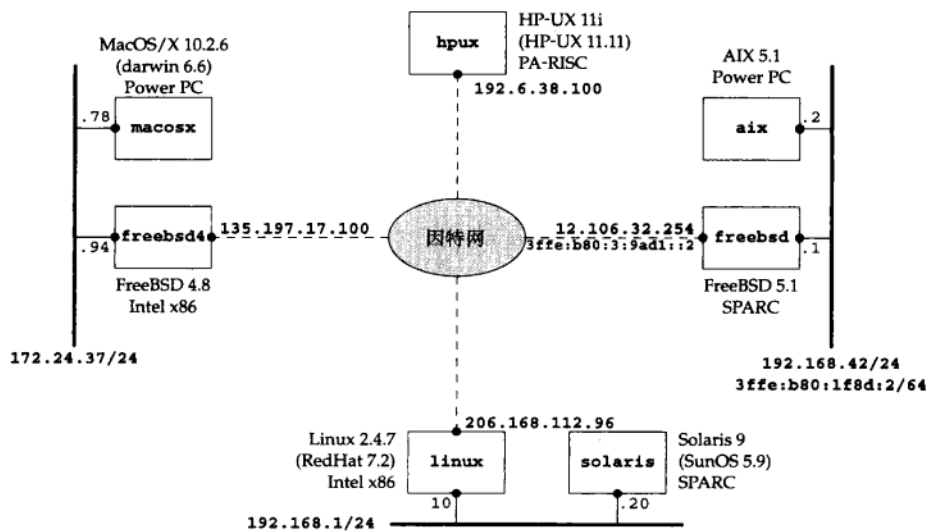 HP-UX 11i
(HP-UX 11.11)
PA-RISC
hpux
192.6.38.100
MacOS/X 10.2.6
(darwin 6.6)
Power PC
.78
macosx
AIX 5.1
Power PC
.2
aix
135.197.17.100
freebsd4
.94
FreeBSD 4.8
Intel x86
172.24.37/24
因特网
12.106.32.254
3ffe:b80:3:9ad1::2
freebsd
.1
FreeBSD 5.1
SPARC
192.168.42/24
3ffe:b80:1f8d:2/64
206.168.112.96
Linux 2.4.7
(RedHat 7.2)
Intel x86
linux
10
solaris
.20
Solaris 9
(SunOS 5.9)
SPARC
192.168.1/24